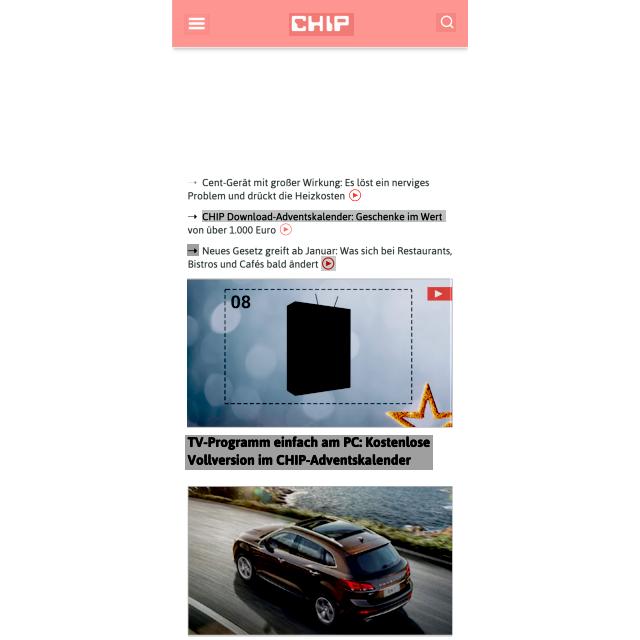 CHIP
➝ Cent-Gerät mit großer Wirkung: Es löst ein nerviges
Problem und drückt die Heizkosten
➝ CHIP Download-Adventskalender: Geschenke im Wert
von über 1.000 Euro
➝ Neues Gesetz greift ab Januar: Was sich bei Restaurants,
Bistros und Cafés bald ändert
08
TV-Programm einfach am PC: Kostenlose
Vollversion im CHIP-Adventskalender